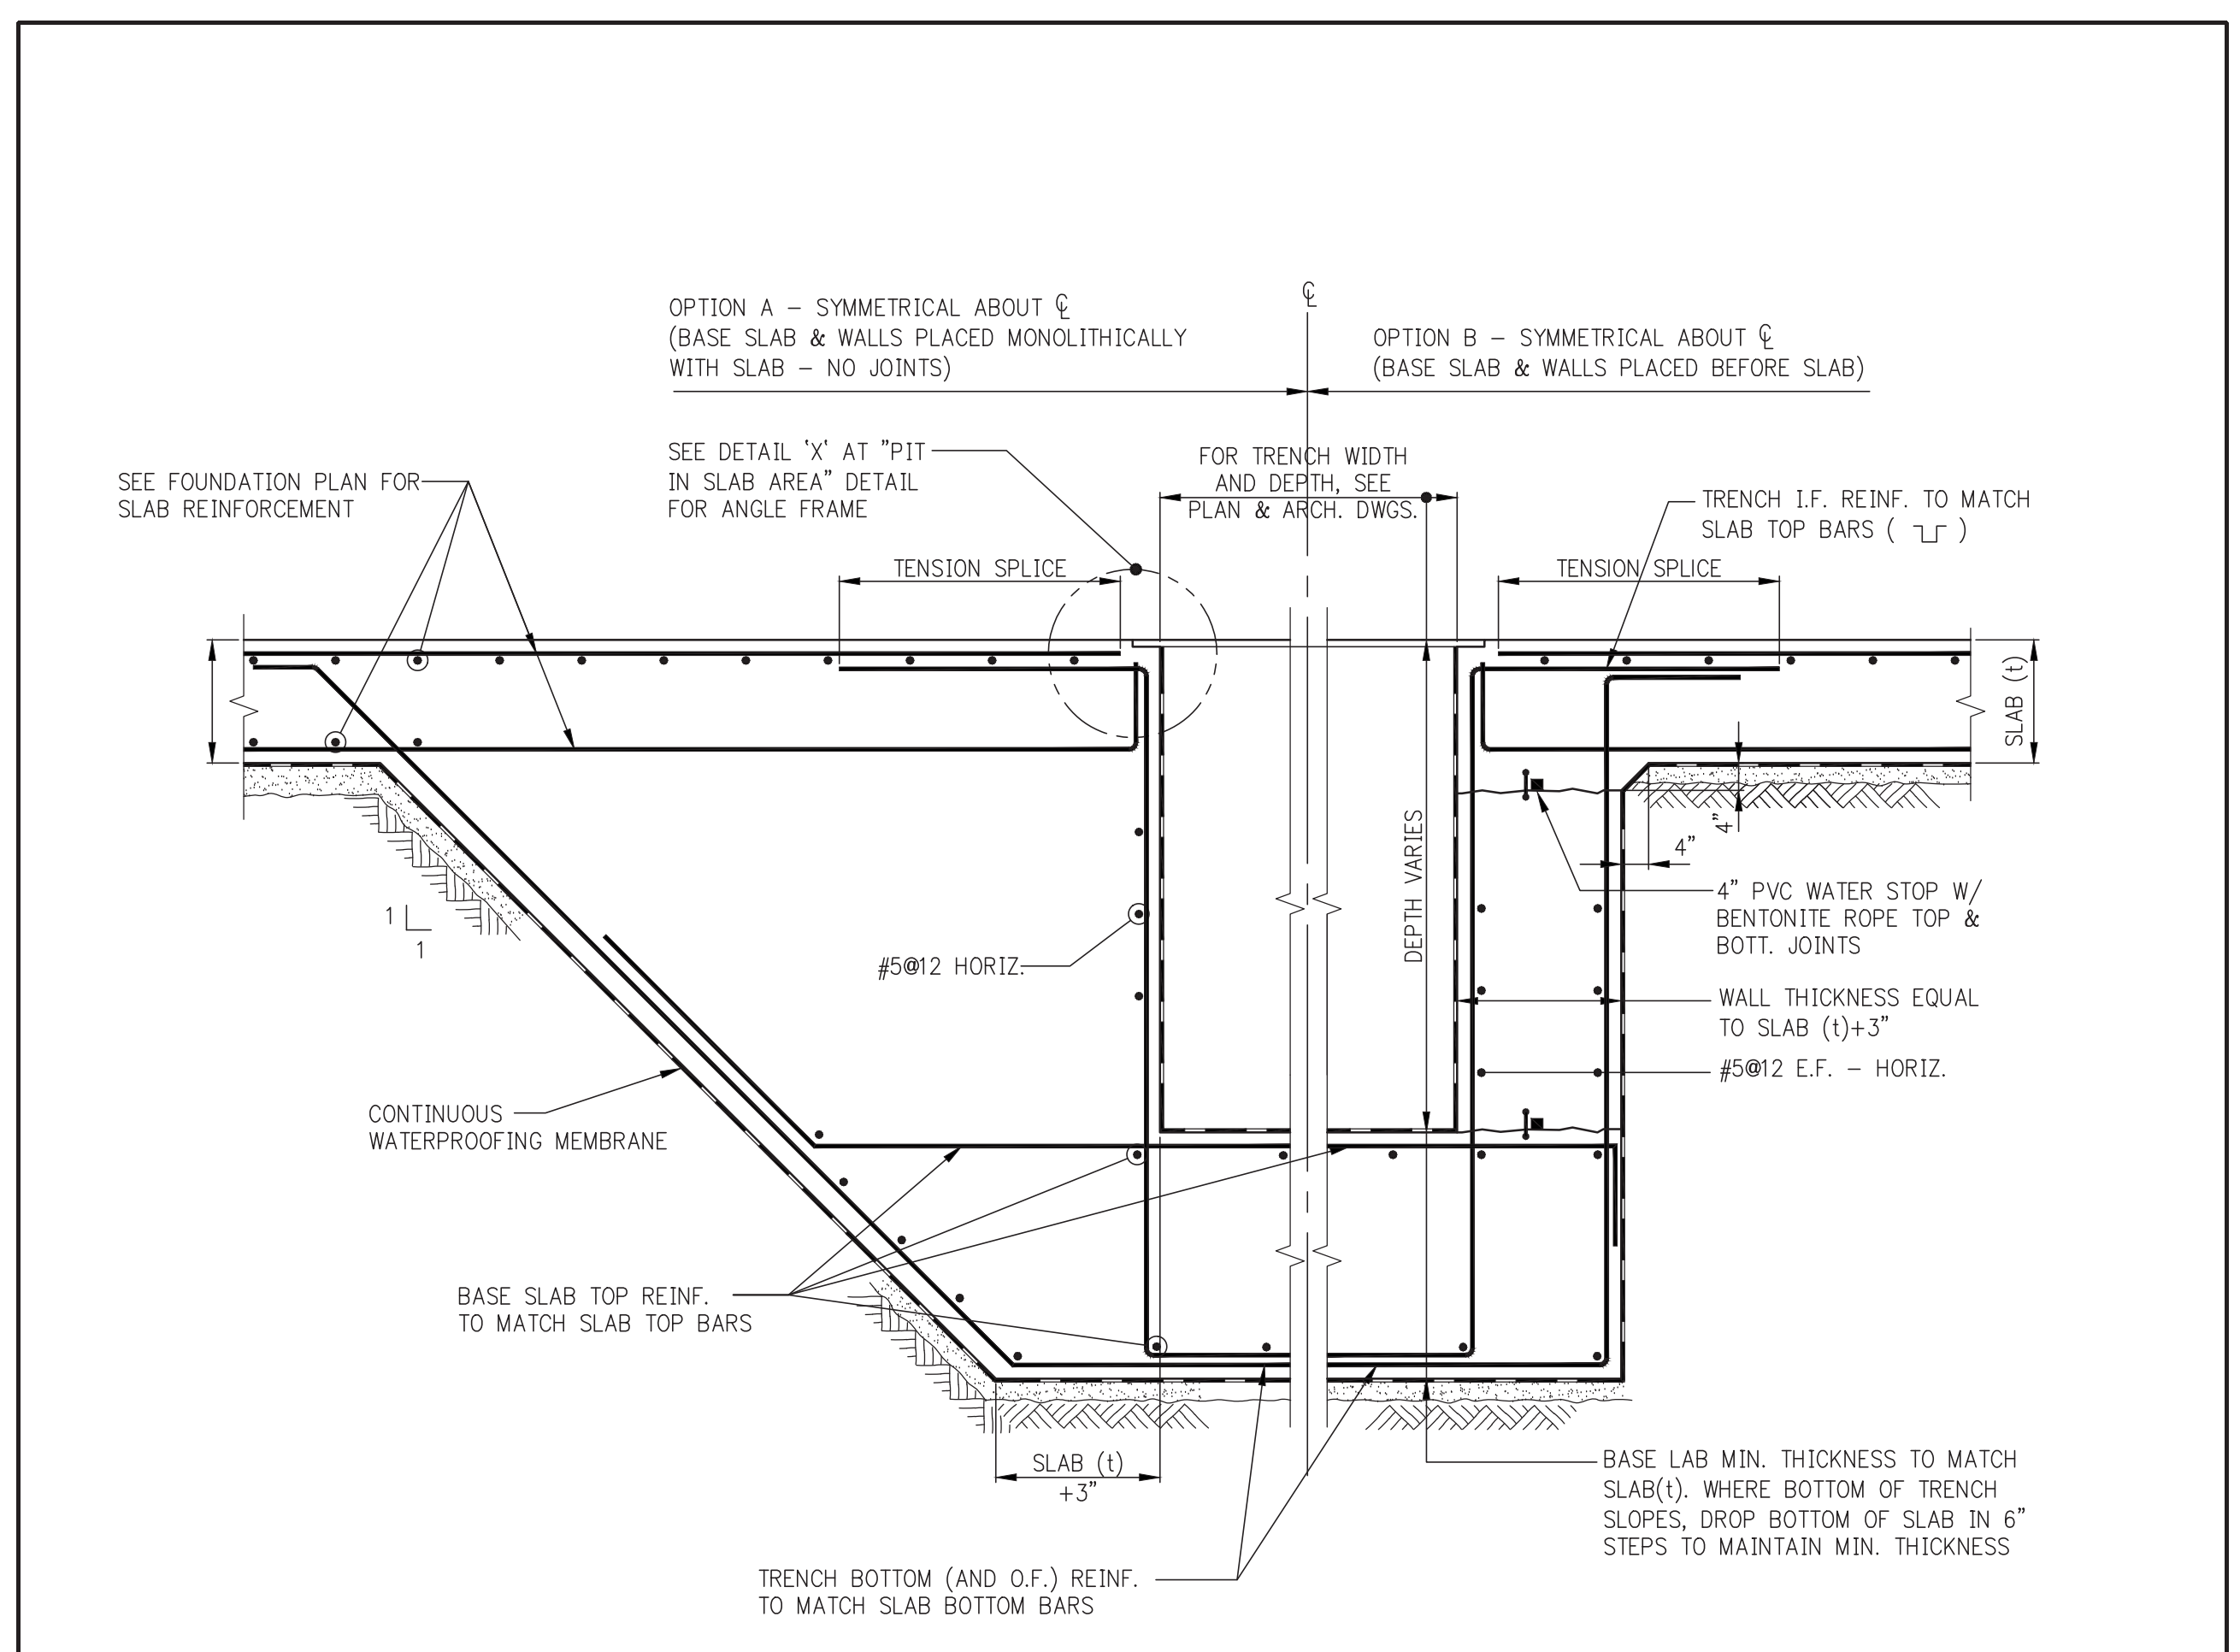 ℄
OPTION A – SYMMETRICAL ABOUT ℄
(BASE SLAB & WALLS PLACED MONOLITHICALLY
WITH SLAB – NO JOINTS)
OPTION B – SYMMETRICAL ABOUT ℄
(BASE SLAB & WALLS PLACED BEFORE SLAB)
SEE FOUNDATION PLAN FOR
SLAB REINFORCEMENT
SEE DETAIL ‛X‛ AT ”PIT
IN SLAB AREA” DETAIL
FOR ANGLE FRAME
FOR TRENCH WIDTH
AND DEPTH, SEE
PLAN & ARCH. DWGS.
TRENCH I.F. REINF. TO MATCH
SLAB TOP BARS ( )
TENSION SPLICE
TENSION SPLICE
SLAB (t)
4”
4”
DEPTH VARIES
1
1
#5@12 HORIZ.
4” PVC WATER STOP W/
BENTONITE ROPE TOP &
BOTT. JOINTS
WALL THICKNESS EQUAL
TO SLAB (t)+3”
#5@12 E.F. – HORIZ.
CONTINUOUS
WATERPROOFING MEMBRANE
BASE SLAB TOP REINF.
TO MATCH SLAB TOP BARS
SLAB (t)
+3”
BASE LAB MIN. THICKNESS TO MATCH
SLAB(t). WHERE BOTTOM OF TRENCH
SLOPES, DROP BOTTOM OF SLAB IN 6”
STEPS TO MAINTAIN MIN. THICKNESS
TRENCH BOTTOM (AND O.F.) REINF.
TO MATCH SLAB BOTTOM BARS